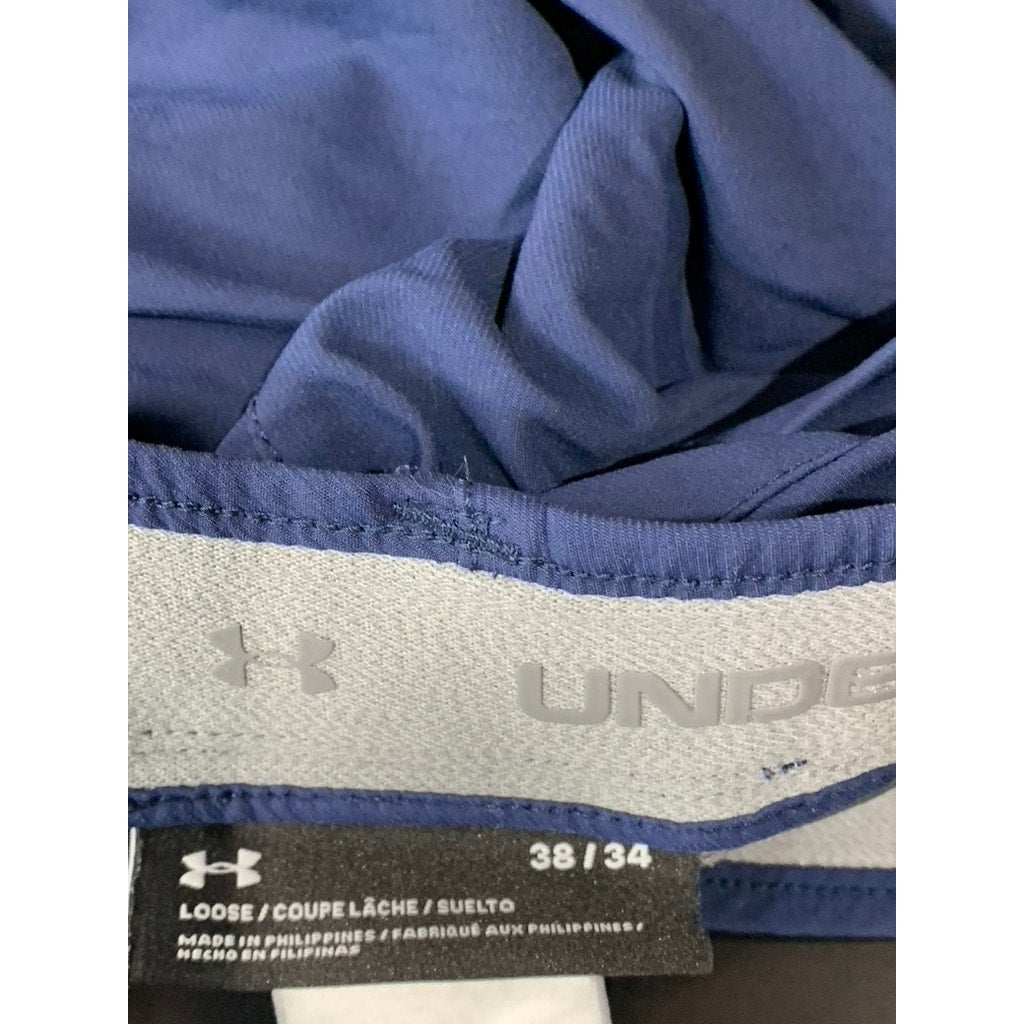 UNDE
38 / 34
LOOSE / COUPE LÂCHE / SUELTO
MADE IN PHILIPPINES / FABRIQUÉ AUX PHILIPPINES /
HECHO EN FILIPINAS